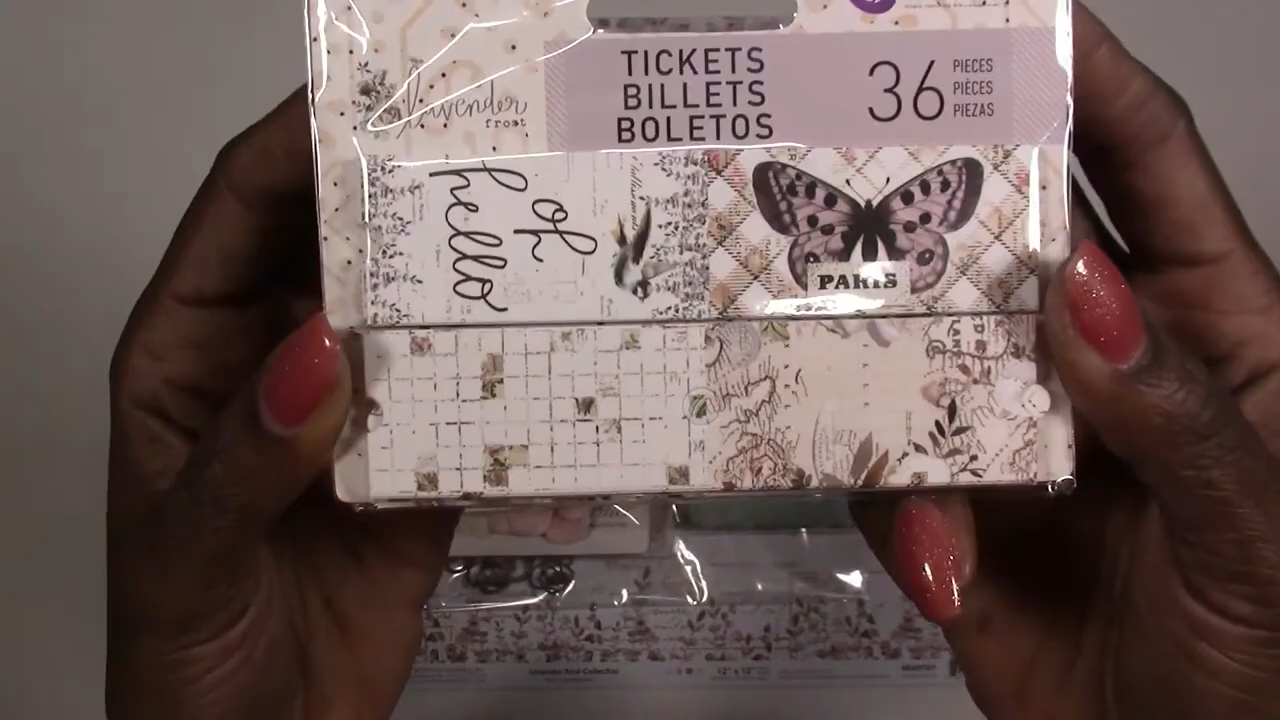 TICKETS
BILLETS
BOLETOS
36
PIECES
PIÈCES
PIEZAS
lavender
frost
oh
hello
PARIS
12" x 12"